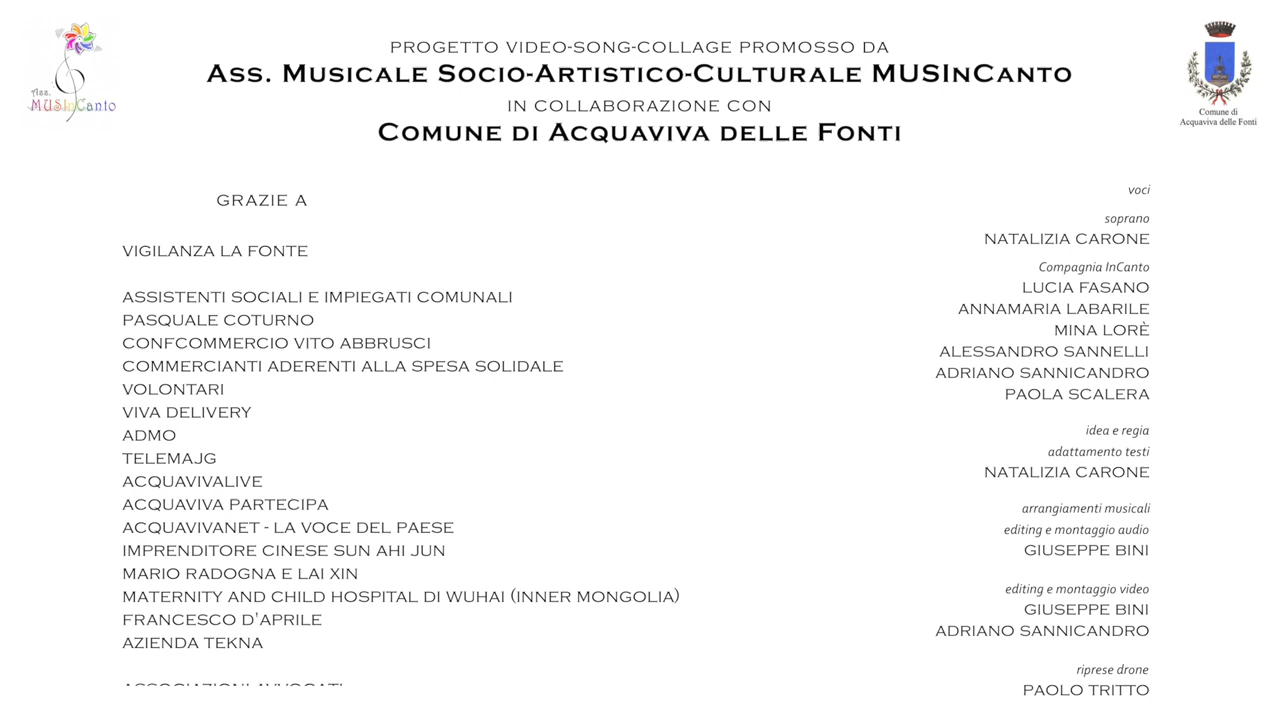 PROGETTO VIDEO-SONG-COLLAGE PROMOSSO DA
ASS. MUSICALE SOCIO-ARTISTICO-CULTURALE MUSINCANTO
IN COLLABORAZIONE CON
COMUNE DI ACQUAVIVA DELLE FONTI
Ass.
MUSInCanto
Comune di
Acquaviva delle Fonti
GRAZIE A
VIGILANZA LA FONTE
ASSISTENTI SOCIALI E IMPIEGATI COMUNALI
PASQUALE COTURNO
CONFCOMMERCIO VITO ABBRUSCI
COMMERCIANTI ADERENTI ALLA SPESA SOLIDALE
VOLONTARI
VIVA DELIVERY
ADMO
TELEMAJG
ACQUAVIVALIVE
ACQUAVIVA PARTECIPA
ACQUAVIVANET - LA VOCE DEL PAESE
IMPRENDITORE CINESE SUN AHI JUN
MARIO RADOGNA E LAI XIN
MATERNITY AND CHILD HOSPITAL DI WUHAI (INNER MONGOLIA)
FRANCESCO D'APRILE
AZIENDA TEKNA
voci
soprano
NATALIZIA CARONE
Compagnia InCanto
LUCIA FASANO
ANNAMARIA LABARILE
MINA LORÈ
ALESSANDRO SANNELLI
ADRIANO SANNICANDRO
PAOLA SCALERA
idea e regia
adattamento testi
NATALIZIA CARONE
arrangiamenti musicali
editing e montaggio audio
GIUSEPPE BINI
editing e montaggio video
GIUSEPPE BINI
ADRIANO SANNICANDRO
riprese drone
PAOLO TRITTO